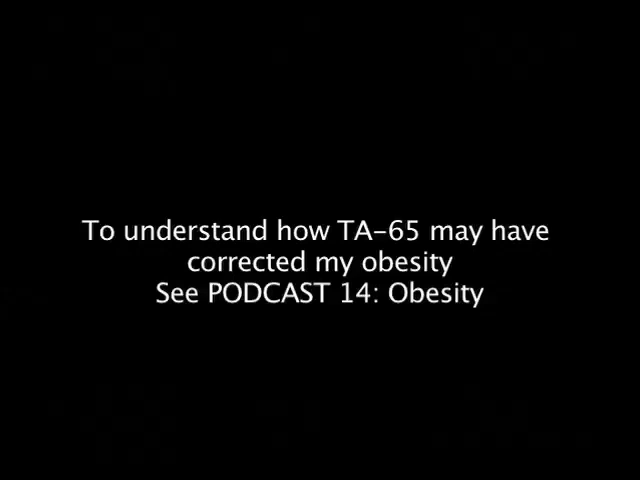 To understand how TA-65 may have
corrected my obesity
See PODCAST 14: Obesity